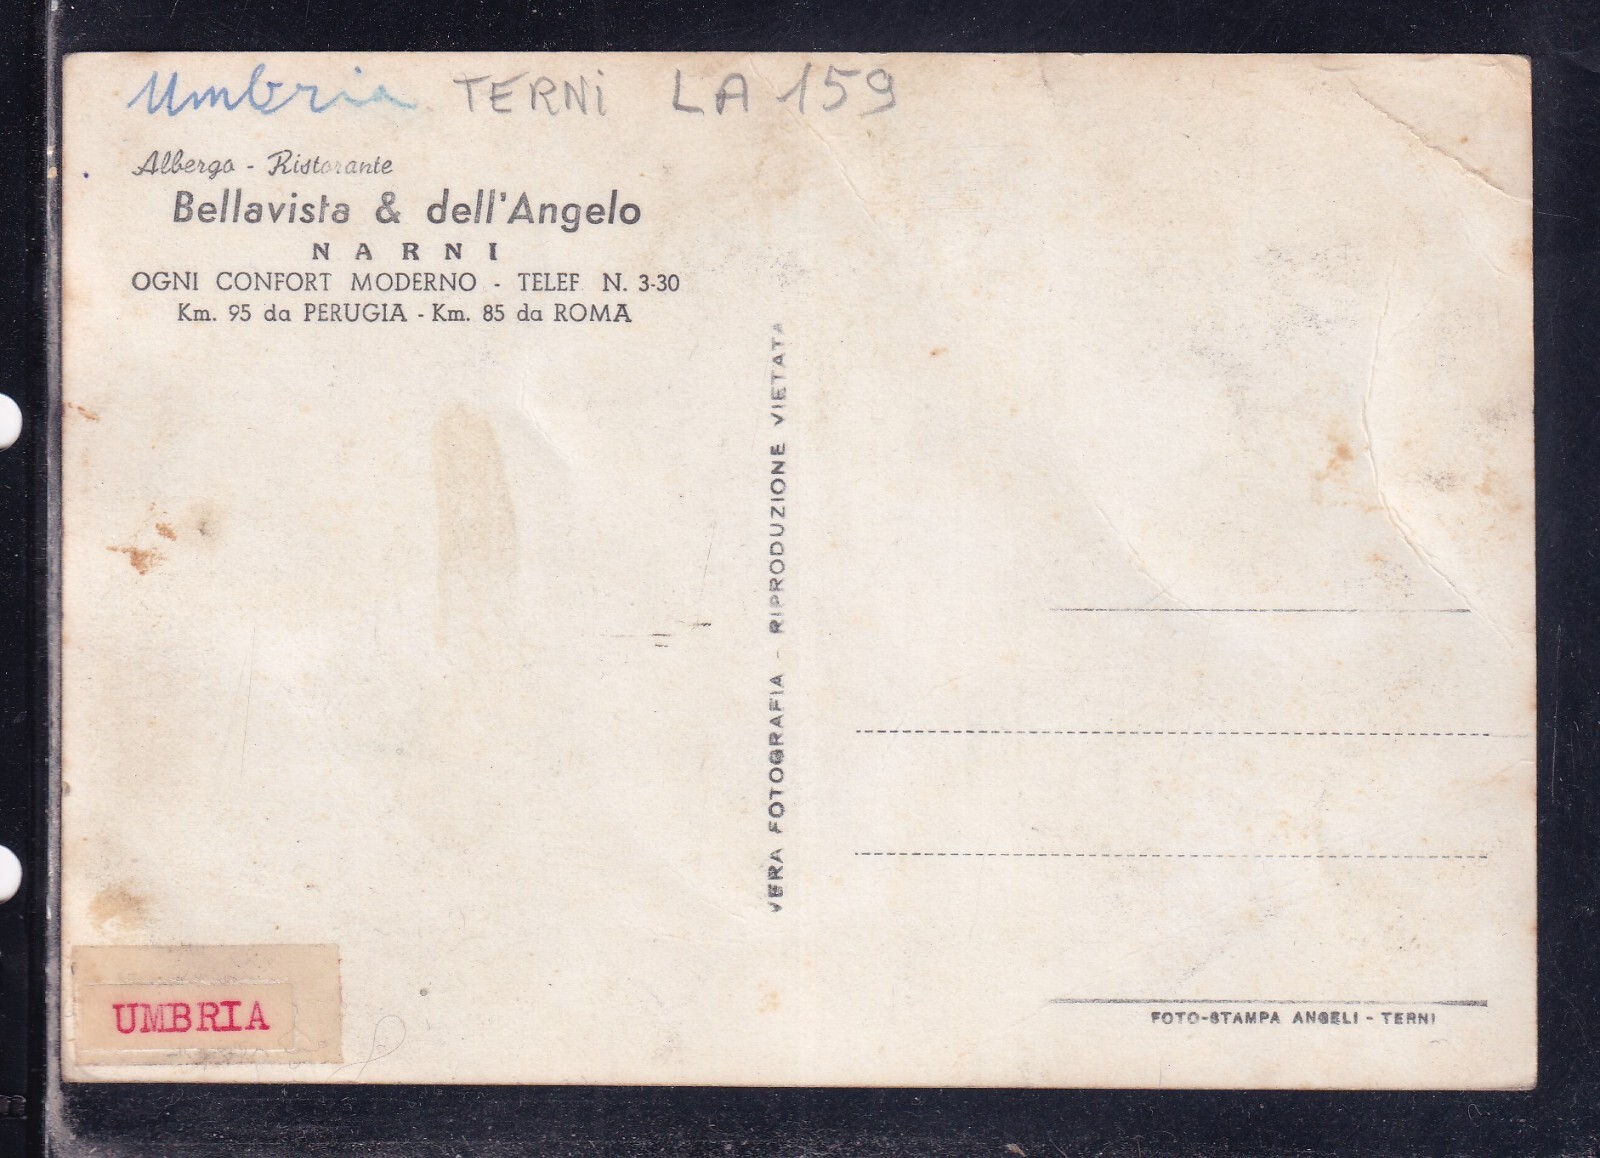 Umbria TERNi LA 159
Albergo - Ristorante
Bellavista & dell'Angelo
NARNI
OGNI CONFORT MODERNO - TELEF N. 3-30
Km. 95 da PERUGIA - Km. 85 da ROMA
VERA FOTOGRAFIA - RIPRODUZIONE VIETATA
UMBRIA
FOTO-STAMPA ANGELI - TERNI